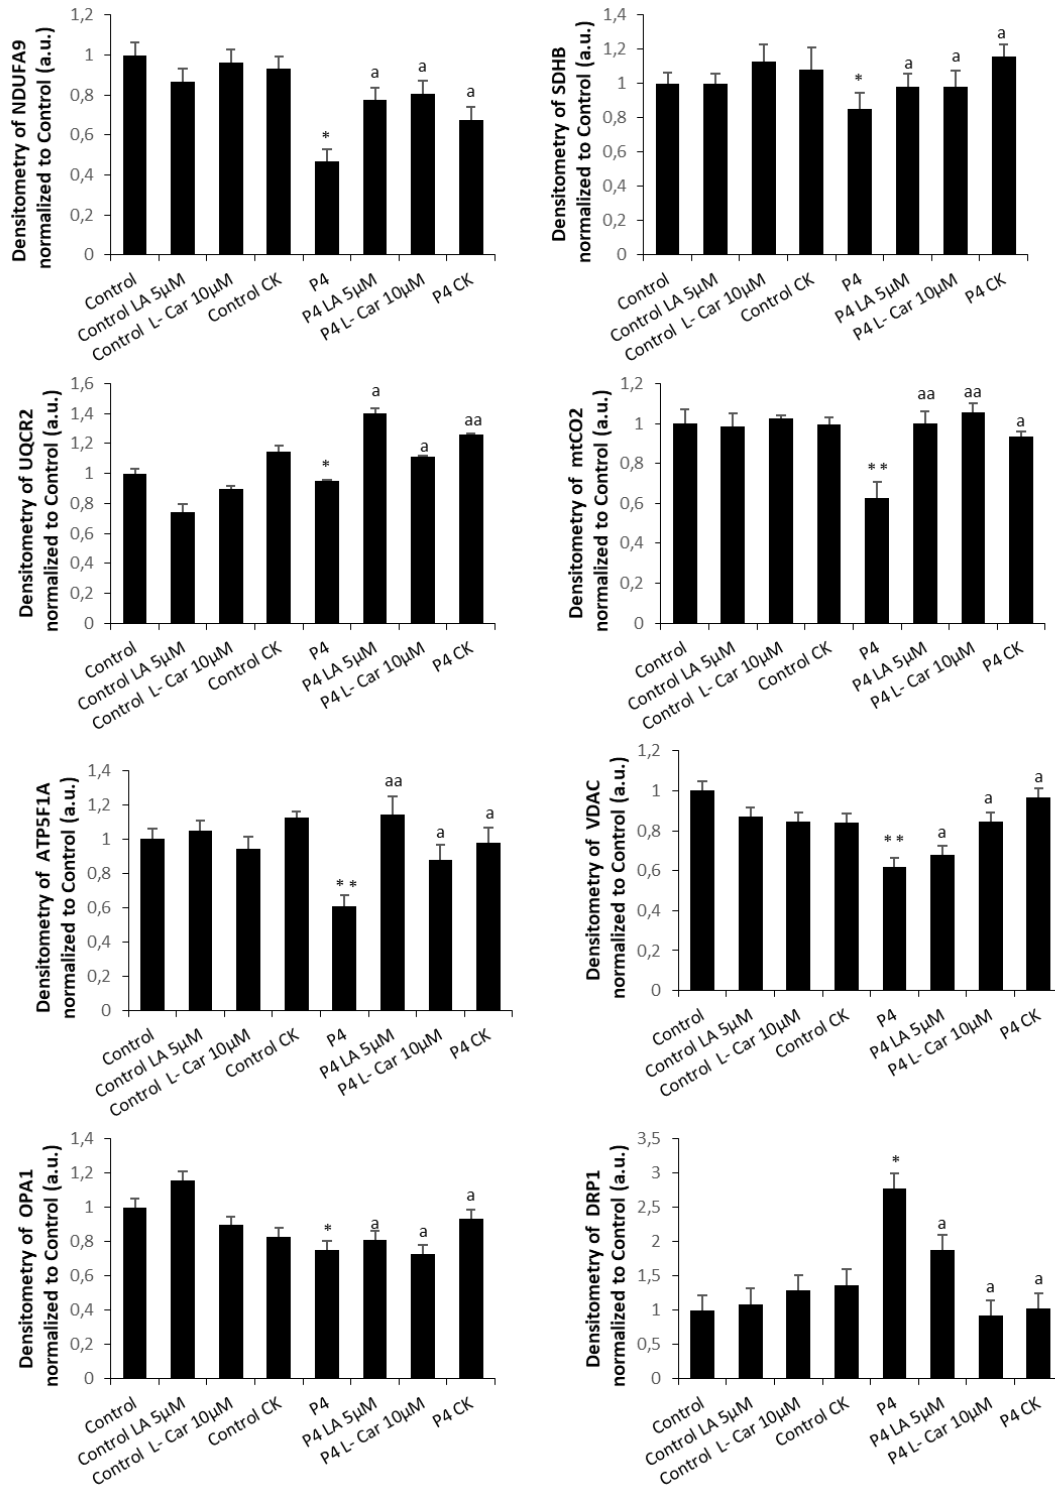 Densitometry of NDUFA9
normalized to Control (a.u.)
1,2
1
0,8
0,6
0,4
0,2
0
*
a
a
a
Control
Control LA 5μM
Control L- Car 10μM
Control CK
P4
P4 LA 5μM
P4 L- Car 10μM
P4 CK
Densitometry of SDHB
normalized to Control (a.u.)
1,4
1,2
1
0,8
0,6
0,4
0,2
0
*
a
a
a
Control
Control LA 5μM
Control L- Car 10μM
Control CK
P4
P4 LA 5μM
P4 L- Car 10μM
P4 CK
Densitometry of UQCR2
normalized to Control (a.u.)
1,6
1,4
1,2
1
0,8
0,6
0,4
0,2
0
*
a
a
aa
Control
Control LA 5μM
Control L- Car 10μM
Control CK
P4
P4 LA 5μM
P4 L- Car 10μM
P4 CK
Densitometry of mtCO2
normalized to Control (a.u.)
1,2
1
0,8
0,6
0,4
0,2
0
**
aa
aa
a
Control
Control LA 5μM
Control L- Car 10μM
Control CK
P4
P4 LA 5μM
P4 L- Car 10μM
P4 CK
Densitometry of ATP5F1A
normalized to Control (a.u.)
1,4
1,2
1
0,8
0,6
0,4
0,2
0
**
aa
a
a
Control
Control LA 5μM
Control L- Car 10μM
Control CK
P4
P4 LA 5μM
P4 L- Car 10μM
P4 CK
Densitometry of VDAC
normalized to Control (a.u.)
1,2
1
0,8
0,6
0,4
0,2
0
**
a
a
a
Control
Control LA 5μM
Control L- Car 10μM
Control CK
P4
P4 LA 5μM
P4 L- Car 10μM
P4 CK
Densitometry of OPA1
normalized to Control (a.u.)
1,4
1,2
1
0,8
0,6
0,4
0,2
0
*
a
a
a
Control
Control LA 5μM
Control L- Car 10μM
Control CK
P4
P4 LA 5μM
P4 L- Car 10μM
P4 CK
Densitometry of DRP1
normalized to Control (a.u.)
3,5
3
2,5
2
1,5
1
0,5
0
*
a
a
a
Control
Control LA 5μM
Control L- Car 10μM
Control CK
P4
P4 LA 5μM
P4 L- Car 10μM
P4 CK